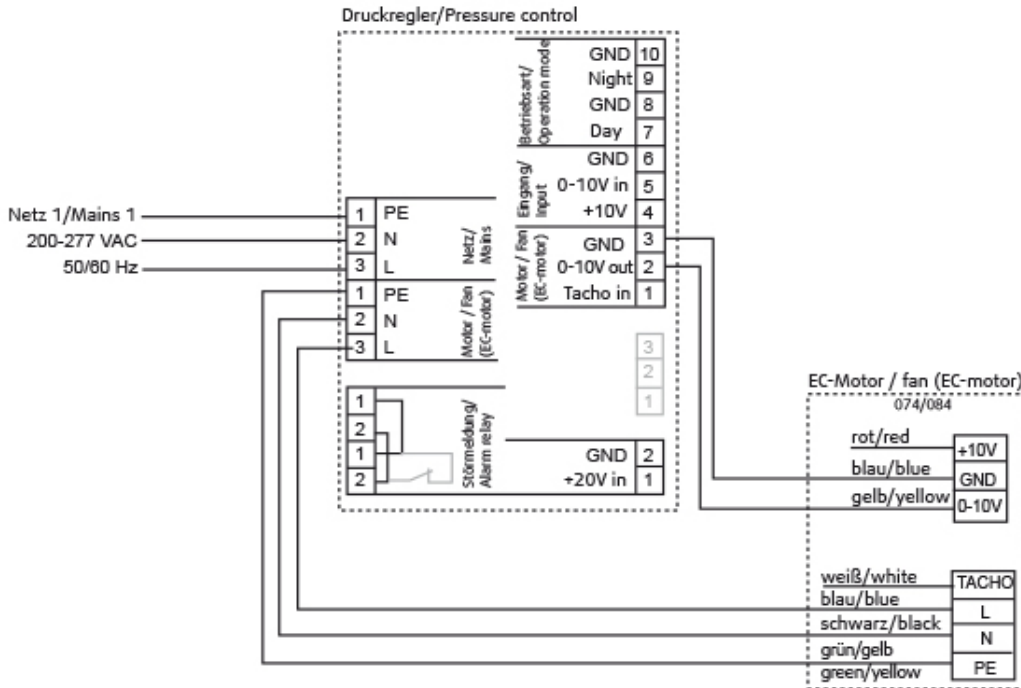 Druckregler/Pressure control
Betriebsart/
Operation mode
GND 10
Night 9
GND 8
Day 7
Eingang/
Input
GND 6
0-10V in 5
+10V 4
Motor / Fan
(EC-motor)
GND 3
0-10V out 2
Tacho in 1
Netz 1/Mains 1
200-277 VAC
50/60 Hz
1 PE
2 N
3 L
Netz/
Mains
1 PE
2 N
3 L
Motor / Fan
(EC-motor)
3
2
1
1
2
1
2
Störmeldung/
Alarm relay
GND 2
+20V in 1
EC-Motor / fan (EC-motor)
074/084
rot/red +10V
blau/blue GND
gelb/yellow 0-10V
weiß/white TACHO
blau/blue L
schwarz/black N
grün/gelb
green/yellow PE